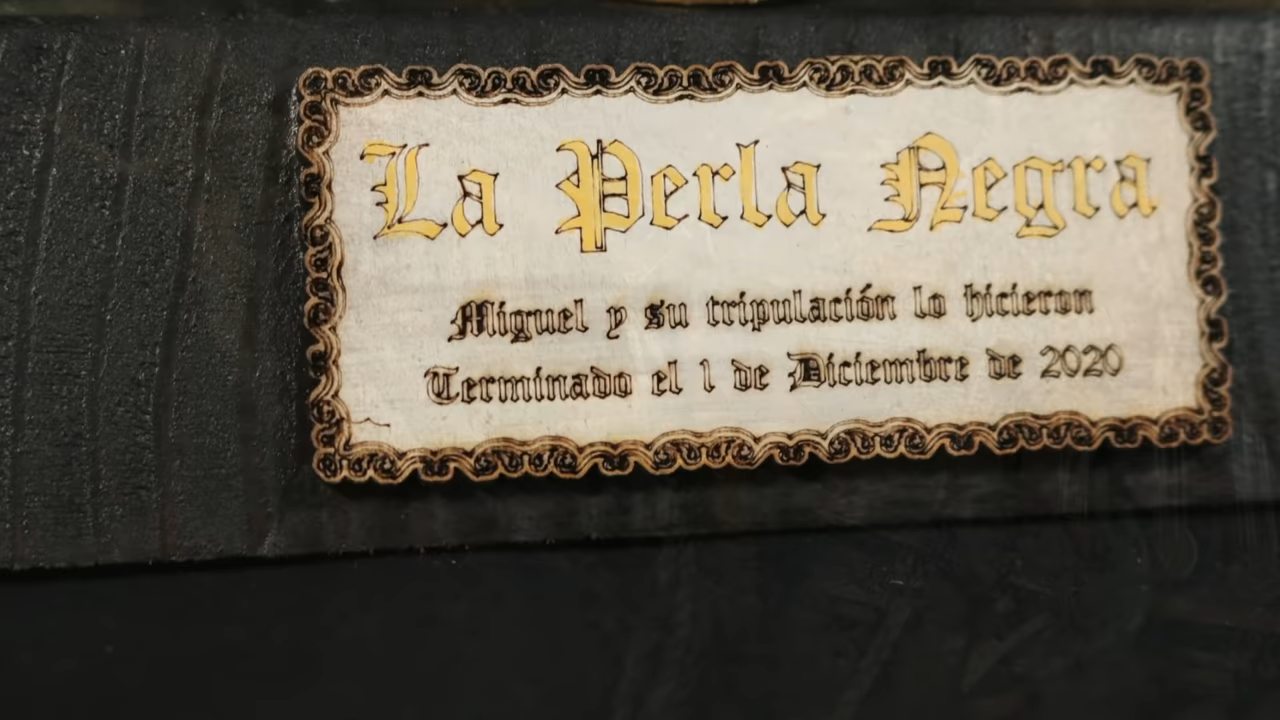 La Perla Negra
Miguel y su tripulación lo hicieron
Terminado el 1 de Diciembre de 2020